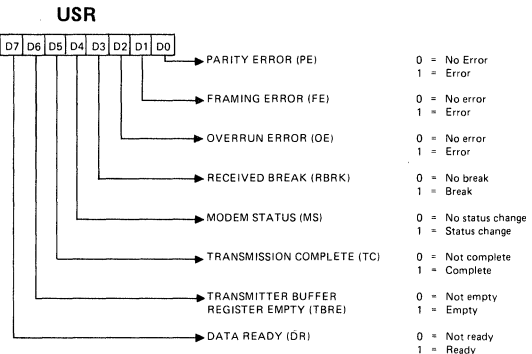 USR
D7 D6 D5 D4 D3 D2 D1 D0
PARITY ERROR (PE) 0 = No Error
1 = Error
FRAMING ERROR (FE) 0 = No error
1 = Error
OVERRUN ERROR (OE) 0 = No error
1 = Error
RECEIVED BREAK (RBRK) 0 = No break
1 = Break
MODEM STATUS (MS) 0 = No status change
1 = Status change
TRANSMISSION COMPLETE (TC) 0 = Not complete
1 = Complete
TRANSMITTER BUFFER 0 = Not empty
REGISTER EMPTY (TBRE) 1 = Empty
DATA READY (DR) 0 = Not ready
1 = Ready